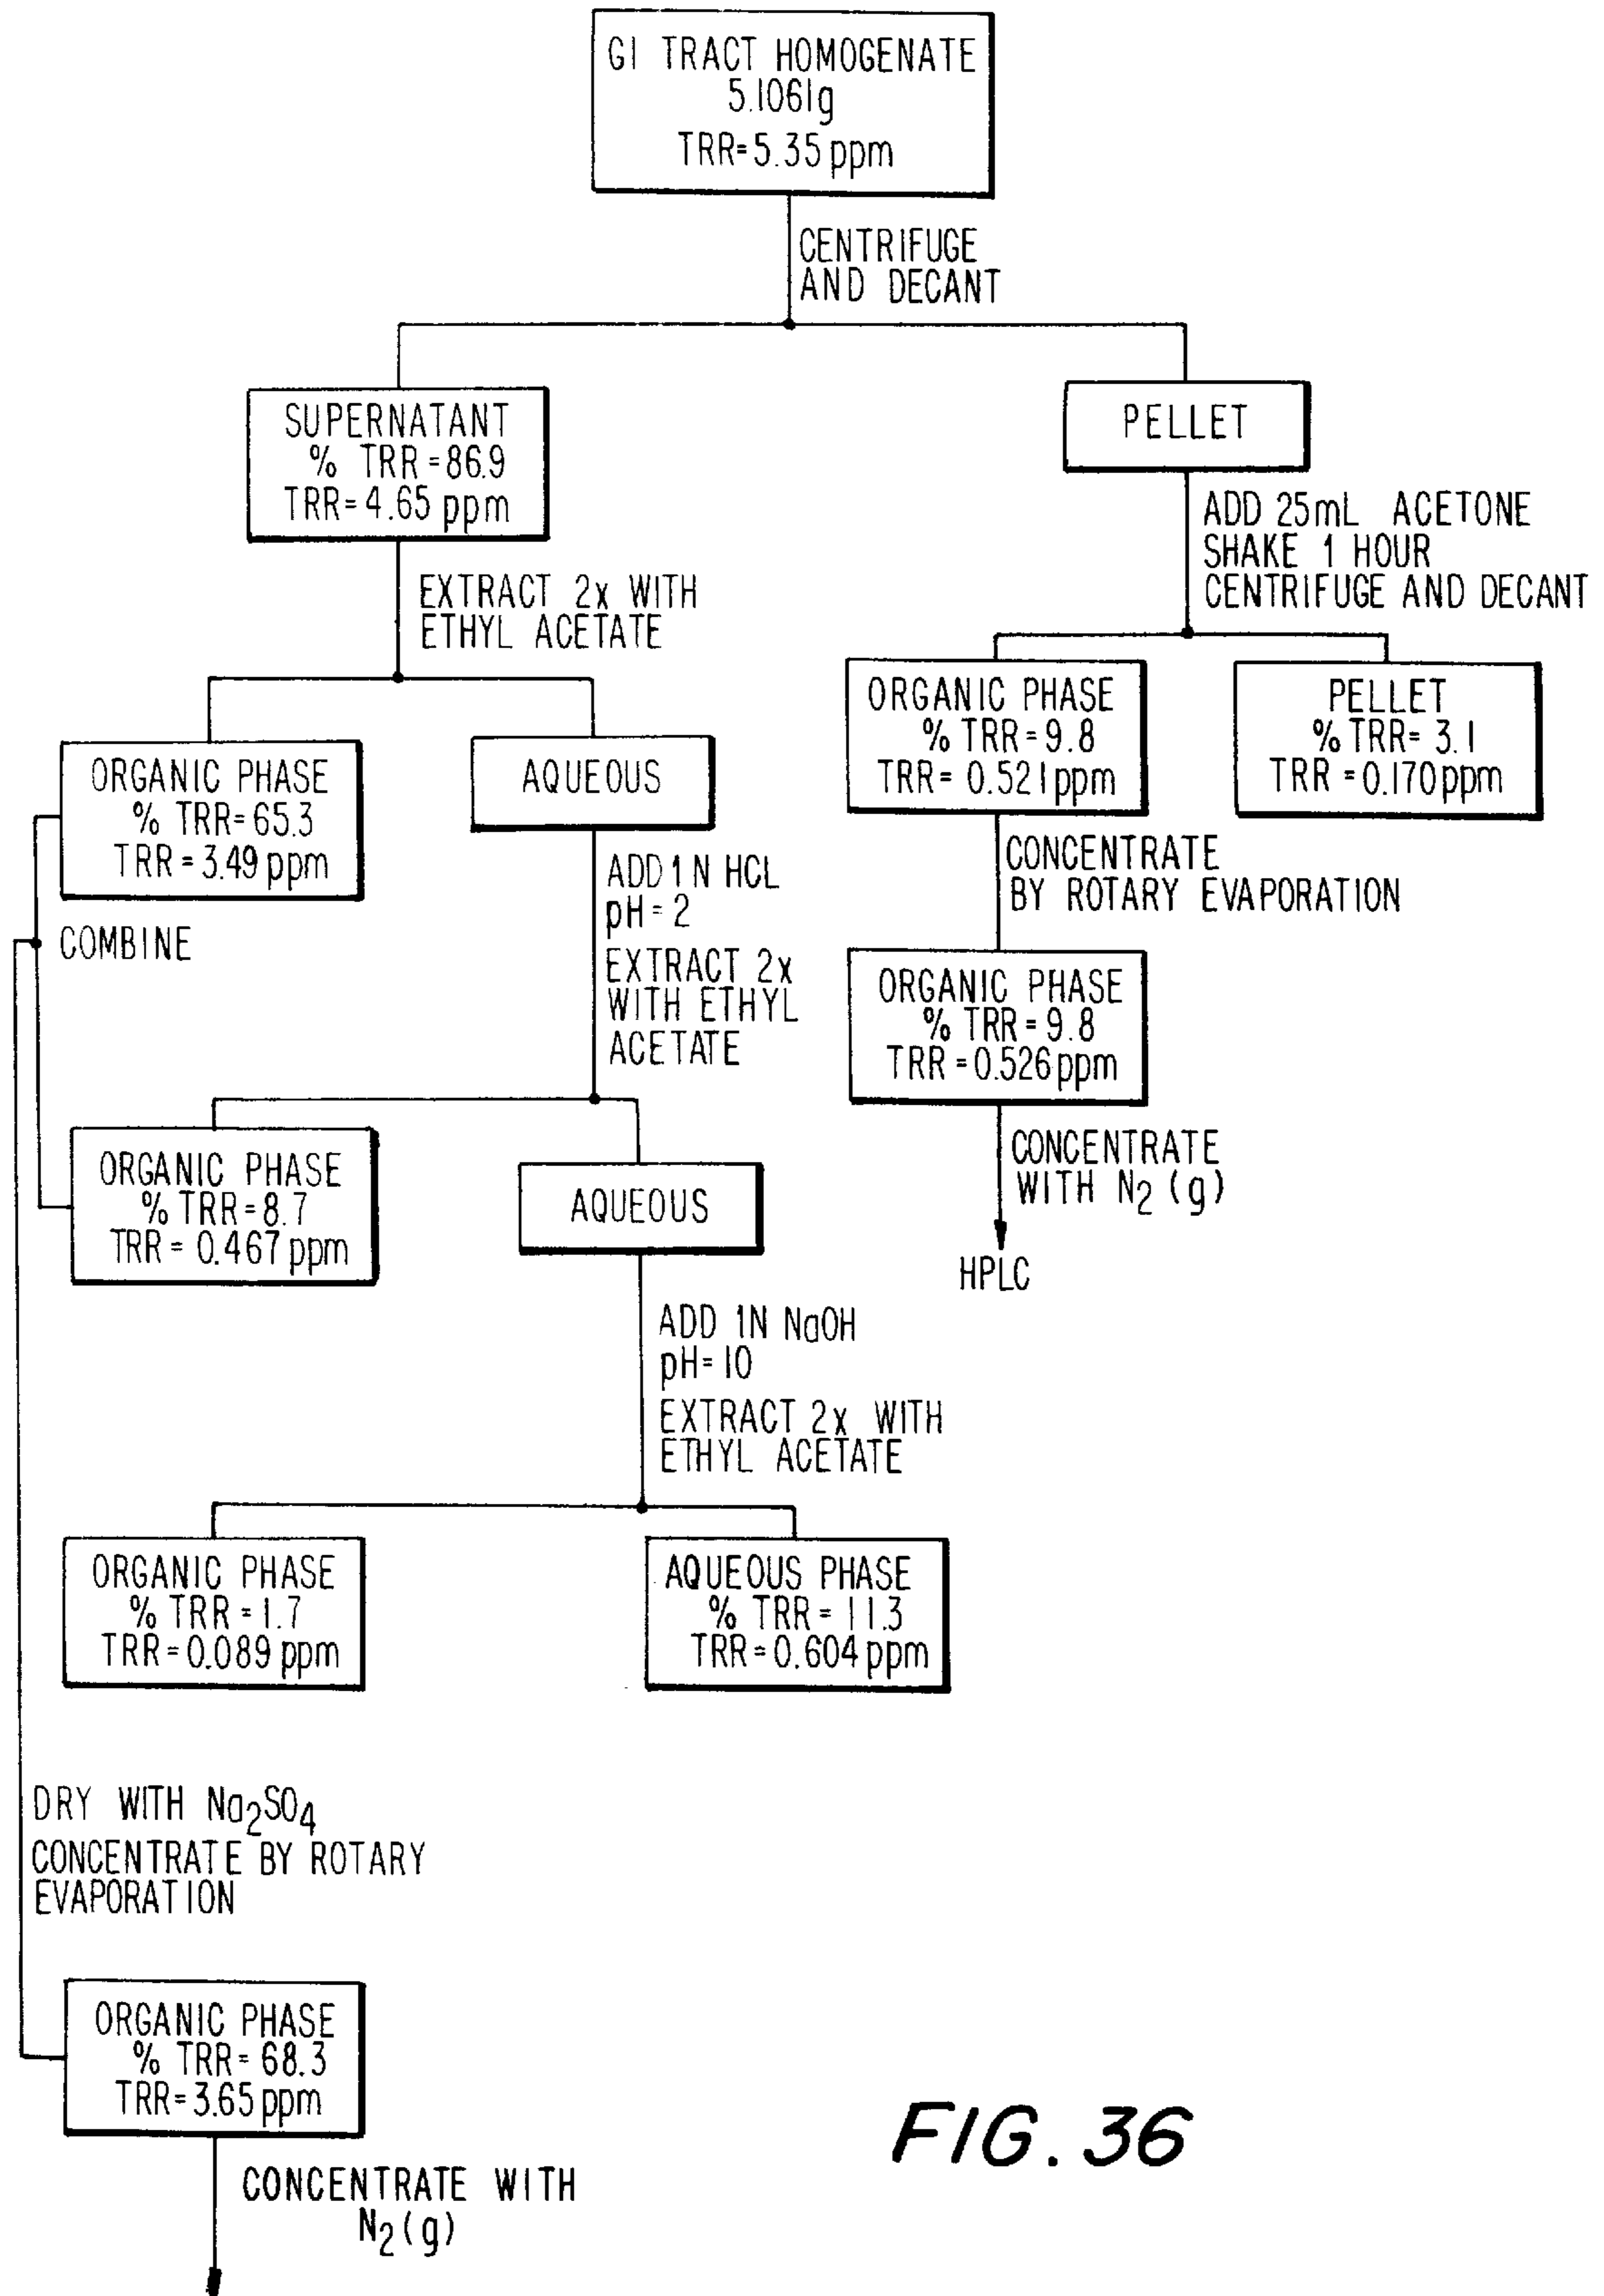 GI TRACT HOMOGENATE
5.1061g
TRR=5.35 ppm
CENTRIFUGE
AND DECANT
SUPERNATANT
% TRR=86.9
TRR=4.65 ppm
PELLET
EXTRACT 2x WITH
ETHYL ACETATE
ADD 25mL ACETONE
SHAKE 1 HOUR
CENTRIFUGE AND DECANT
ORGANIC PHASE
% TRR=65.3
TRR=3.49 ppm
AQUEOUS
ORGANIC PHASE
% TRR=9.8
TRR=0.521ppm
PELLET
% TRR=3.1
TRR=0.170ppm
COMBINE
ADD 1N HCL
pH=2
EXTRACT 2x
WITH ETHYL
ACETATE
CONCENTRATE
BY ROTARY EVAPORATION
ORGANIC PHASE
% TRR=9.8
TRR=0.526ppm
ORGANIC PHASE
% TRR=8.7
TRR=0.467 ppm
AQUEOUS
CONCENTRATE
WITH N2 (g)
HPLC
ADD 1N NaOH
pH=10
EXTRACT 2x WITH
ETHYL ACETATE
ORGANIC PHASE
% TRR=1.7
TRR=0.089 ppm
AQUEOUS PHASE
% TRR=11.3
TRR=0.604 ppm
DRY WITH Na2SO4
CONCENTRATE BY ROTARY
EVAPORATION
ORGANIC PHASE
% TRR=68.3
TRR=3.65 ppm
CONCENTRATE WITH
N2(g)
FIG. 36